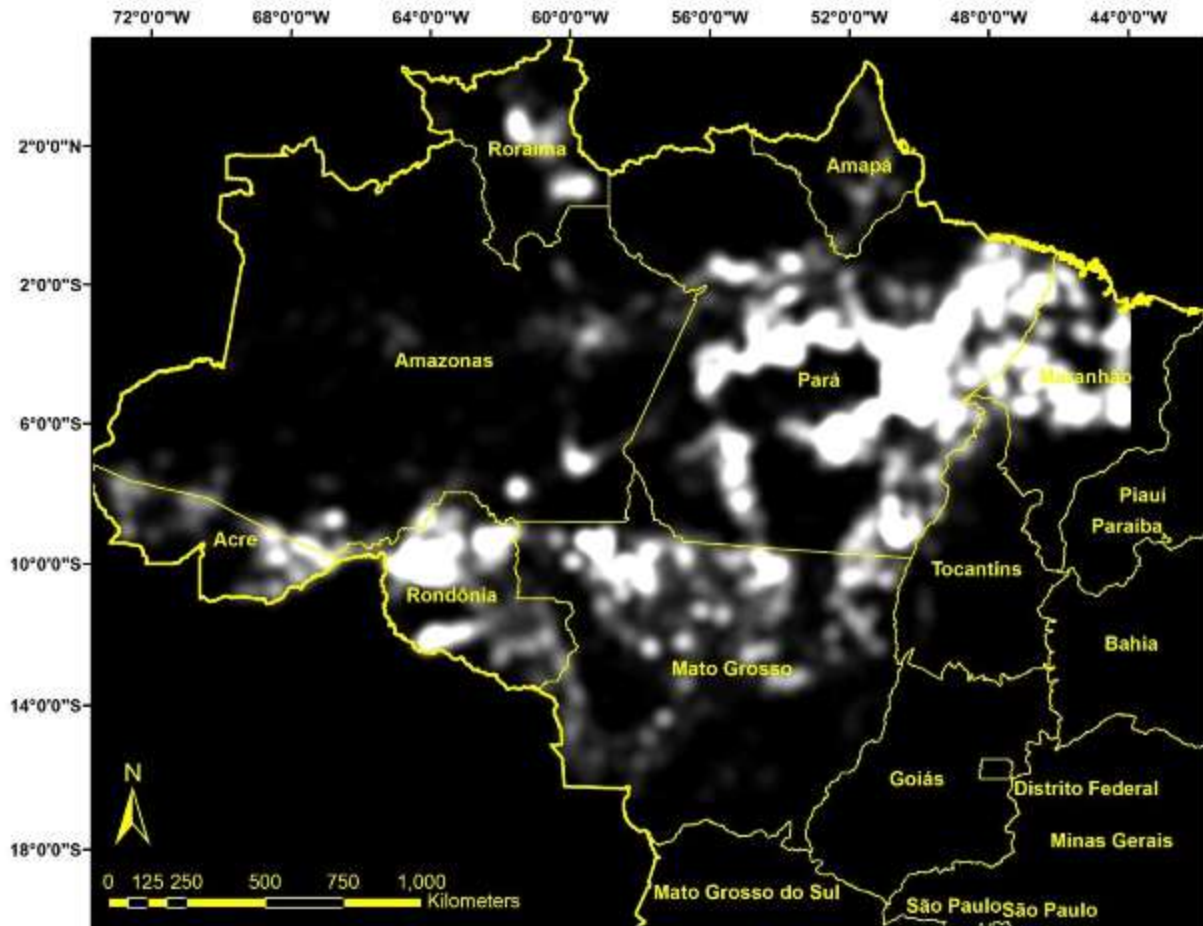 72°0'0"W 68°0'0"W 64°0'0"W 60°0'0"W 56°0'0"W 52°0'0"W 48°0'0"W 44°0'0"W
2°0'0"N
Roraima
Amapá
2°0'0"S
Amazonas
Pará
Maranhão
6°0'0"S
Piauí
Paraiba
Acre
10°0'0"S
Tocantins
Rondônia
Bahia
Mato Grosso
14°0'0"S
N
Goiás
Distrito Federal
Minas Gerais
18°0'0"S
0 125 250 500 750 1,000
Kilometers
Mato Grosso do Sul
São Paulo São Paulo